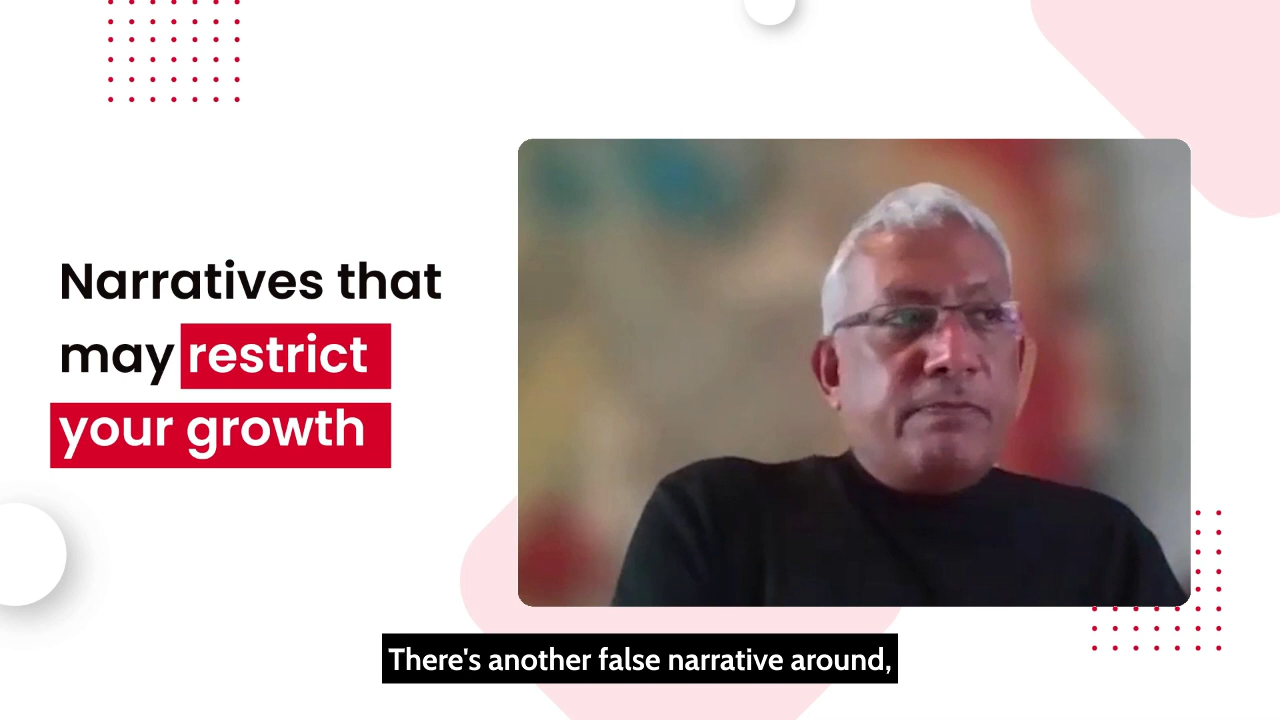 Narratives that
may restrict
your growth
There's another false narrative around,